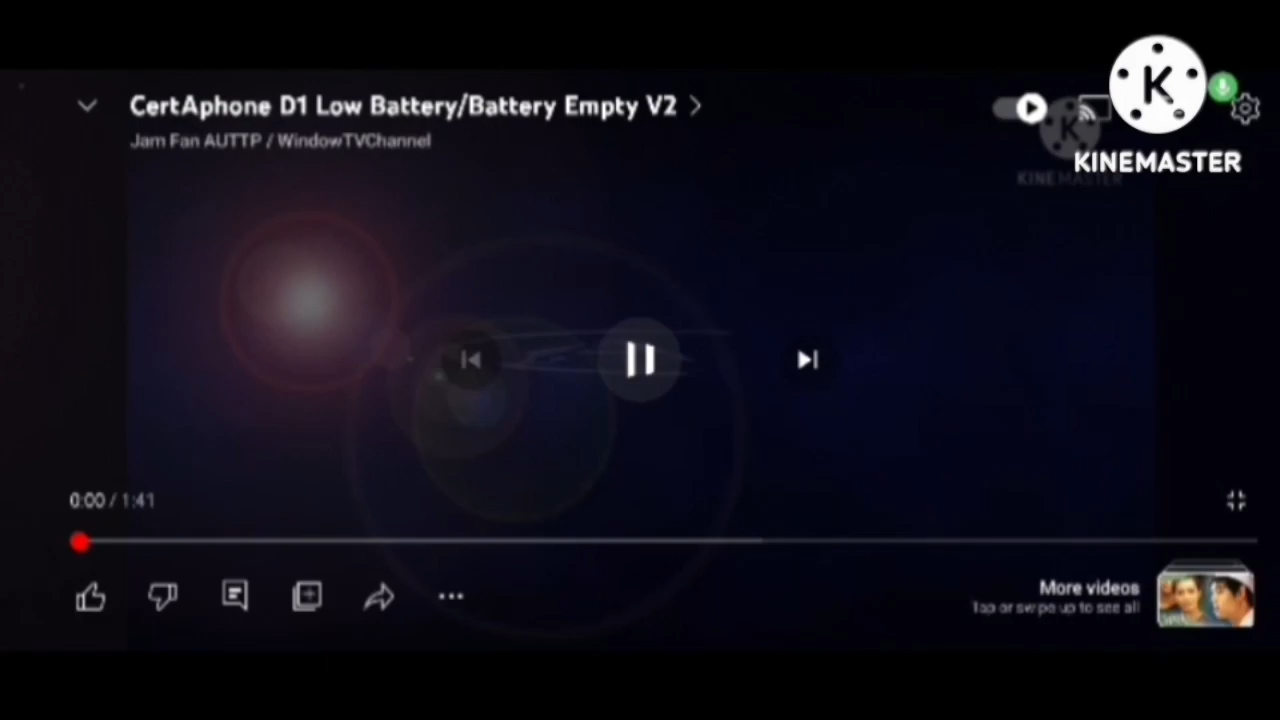 CertAphone D1 Low Battery/Battery Empty V2
Jam Fan AUTTP / WindowTVChannel
K
KINEMASTER
K
KINEMASTER
0:00 / 1:41
More videos
Tap or swipe up to see all